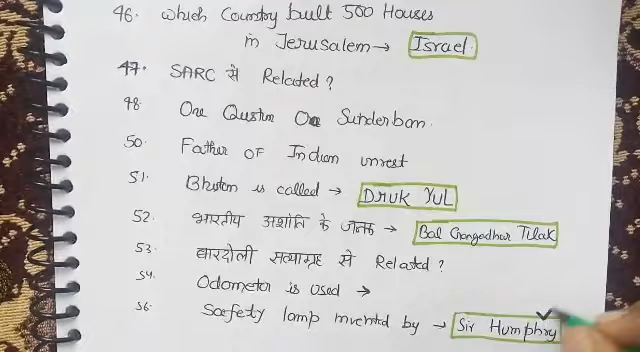 46. Which Country built 500 Houses
in Jerusalem → Israel
47. SARC से Related?
48. One Question On Sunderban.
50. Father OF Indian unrest
51. Bhutan is called → DRUK YUL
52. भारतीय अशांति के जनक → Bal Gangadhar Tilak
53. बारदोली सत्याग्रह से Related?
54. Odometer is used →
56. Safety lamp invented by → Sir Humphry